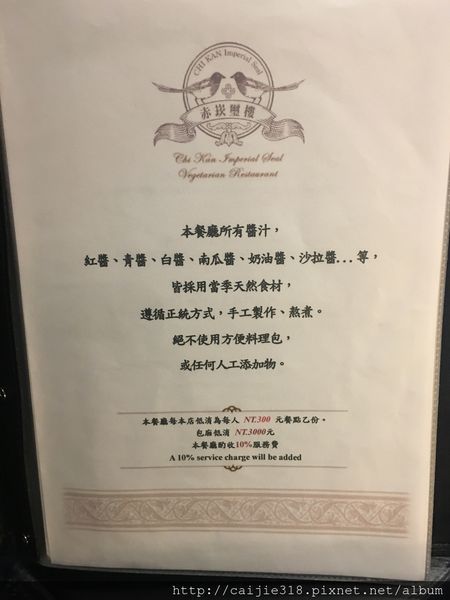 CHI KAN Imperial Seal
赤崁璽樓
Chi Kan Imperial Seal
Vegetarian Restaurant
本餐廳所有醬汁，
紅醬、青醬、白醬、南瓜醬、奶油醬、沙拉醬...等，
皆採用當季天然食材，
遵循正統方式，手工製作、熬煮。
絕不使用方便料理包，
或任何人工添加物。
本餐廳每本店低消為每人 NT.300 元餐點乙份。
包廂低消 NT.3000元
本餐廳酌收10%服務費
A 10% service charge will be added
http://caijie318.pixnet.net/album